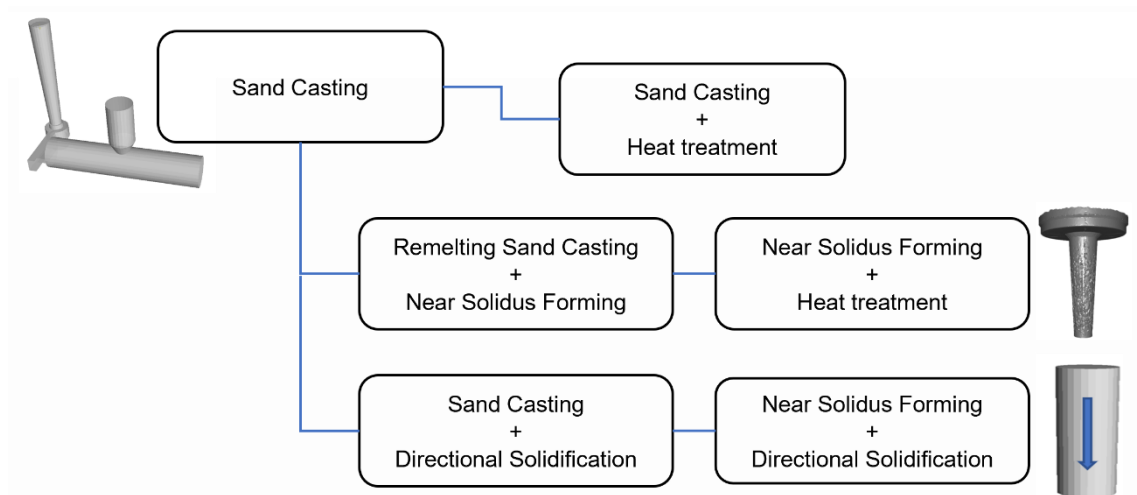 Sand Casting
Sand Casting
+
Heat treatment
Remelting Sand Casting
+
Near Solidus Forming
Near Solidus Forming
+
Heat treatment
Sand Casting
+
Directional Solidification
Near Solidus Forming
+
Directional Solidification